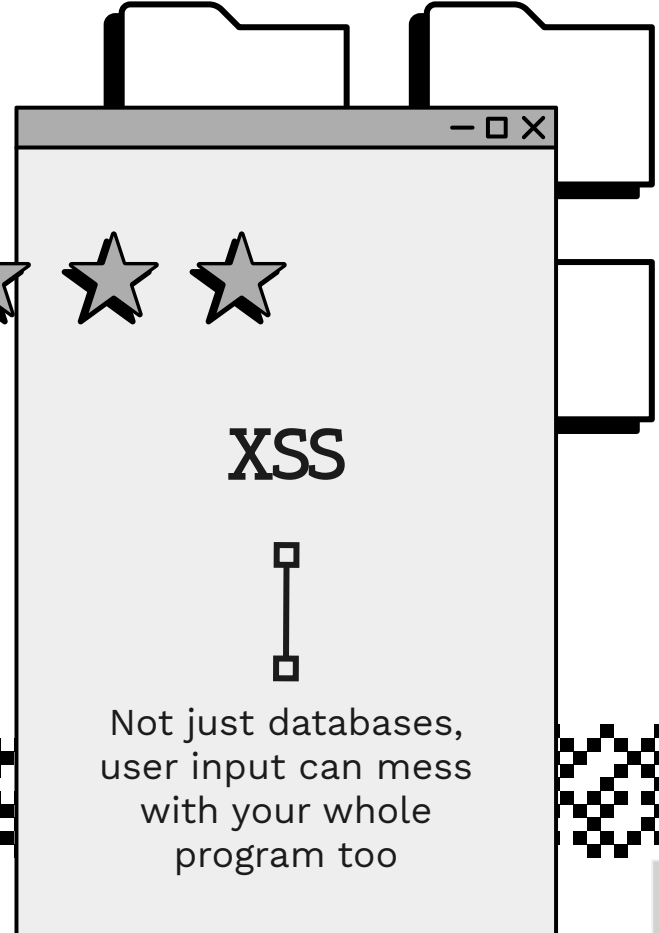 XSS
Not just databases,
user input can mess
with your whole
program too